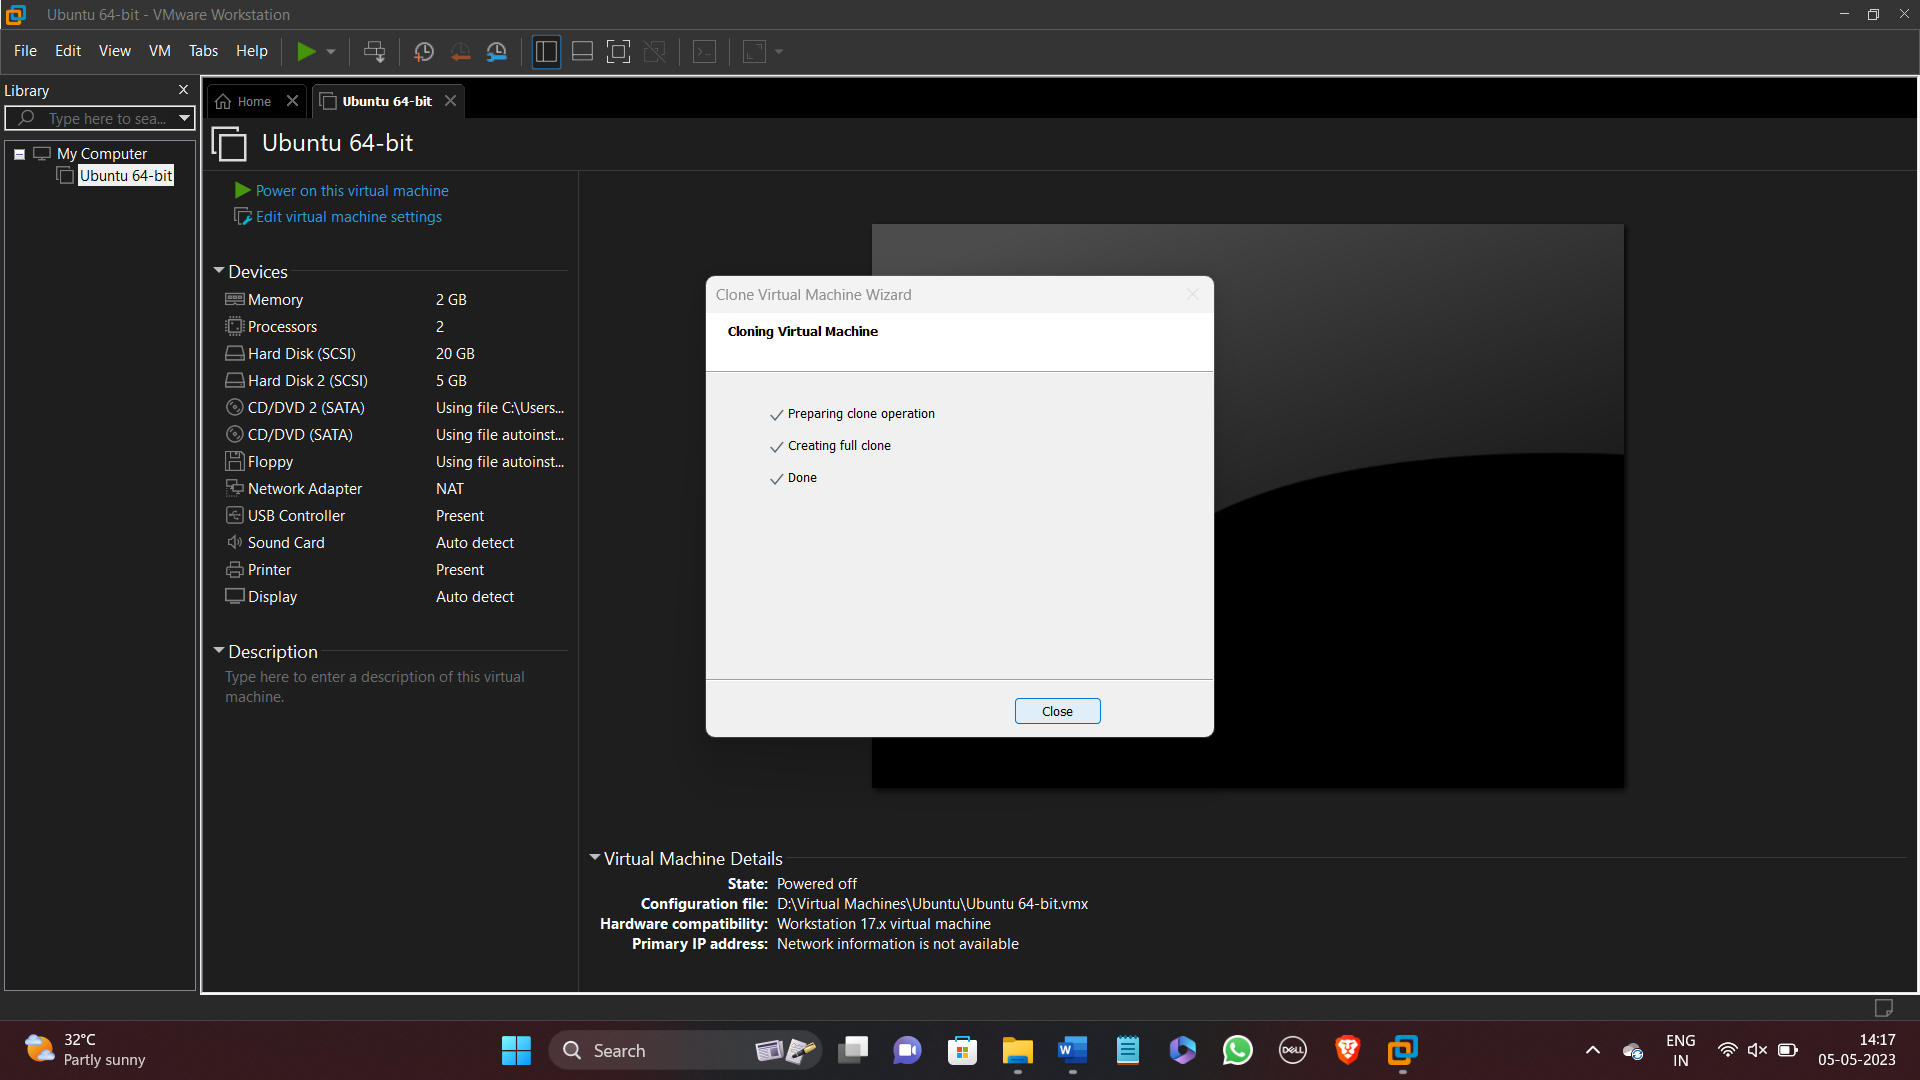 Ubuntu 64-bit - VMware Workstation
File Edit View VM Tabs Help
Library
Type here to sea...
My Computer
Ubuntu 64-bit
Home
Ubuntu 64-bit
Ubuntu 64-bit
Power on this virtual machine
Edit virtual machine settings
Devices
Memory 2 GB
Processors 2
Hard Disk (SCSI) 20 GB
Hard Disk 2 (SCSI) 5 GB
CD/DVD 2 (SATA) Using file C:\Users...
CD/DVD (SATA) Using file autoinst...
Floppy Using file autoinst...
Network Adapter NAT
USB Controller Present
Sound Card Auto detect
Printer Present
Display Auto detect
Description
Type here to enter a description of this virtual
machine.
Clone Virtual Machine Wizard
Cloning Virtual Machine
Preparing clone operation
Creating full clone
Done
Close
Virtual Machine Details
State: Powered off
Configuration file: D:\Virtual Machines\Ubuntu\Ubuntu 64-bit.vmx
Hardware compatibility: Workstation 17.x virtual machine
Primary IP address: Network information is not available
32°C
Partly sunny
Search
W
DELL
ENG
IN
14:17
05-05-2023